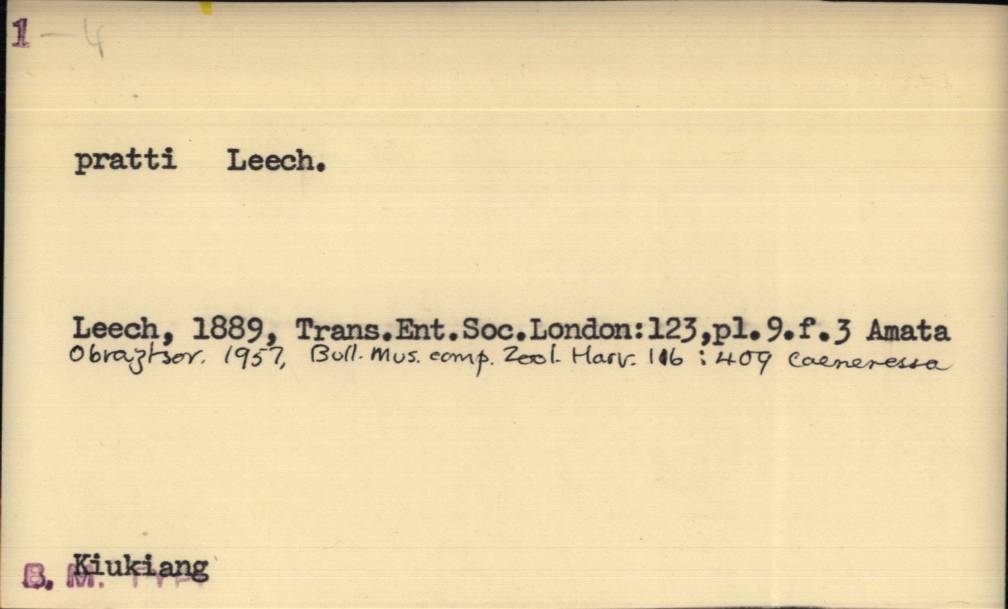 1 - 4
pratti Leech.
Leech, 1889, Trans.Ent.Soc.London:123,pl.9.f.3 Amata
Obraztsov. 1957, Bull. Mus. comp. Zool. Harv. 116 : 409 Caeneressa
Kiukiang
B. M. TYPE